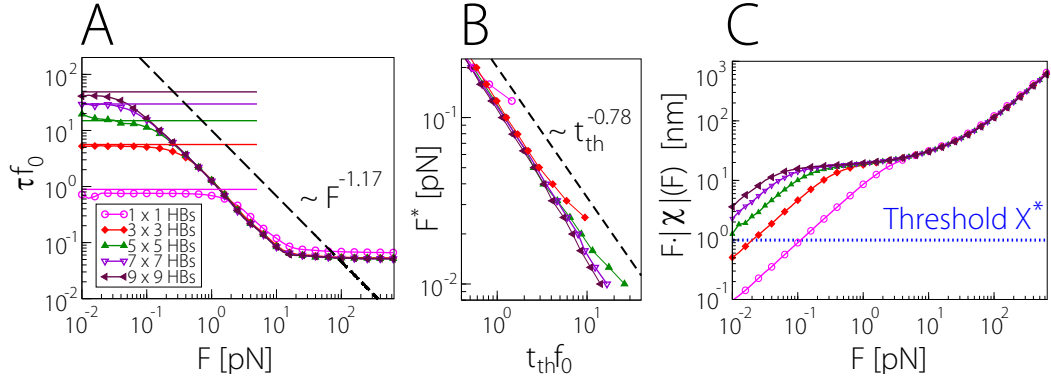 A
10^2
10^1
10^0
10^-1
10^-2
τf_0
~ F^-1.17
1 x 1 HBs
3 x 3 HBs
5 x 5 HBs
7 x 7 HBs
9 x 9 HBs
10^-2 10^-1 10^0 10^1 10^2
F [pN]
B
10^-1
10^-2
F^* [pN]
~ t_th^-0.78
10^0 10^1
t_thf_0
C
10^3
10^2
10^1
10^0
10^-1
F·|χ|(F) [nm]
Threshold X^*
10^-2 10^-1 10^0 10^1 10^2
F [pN]